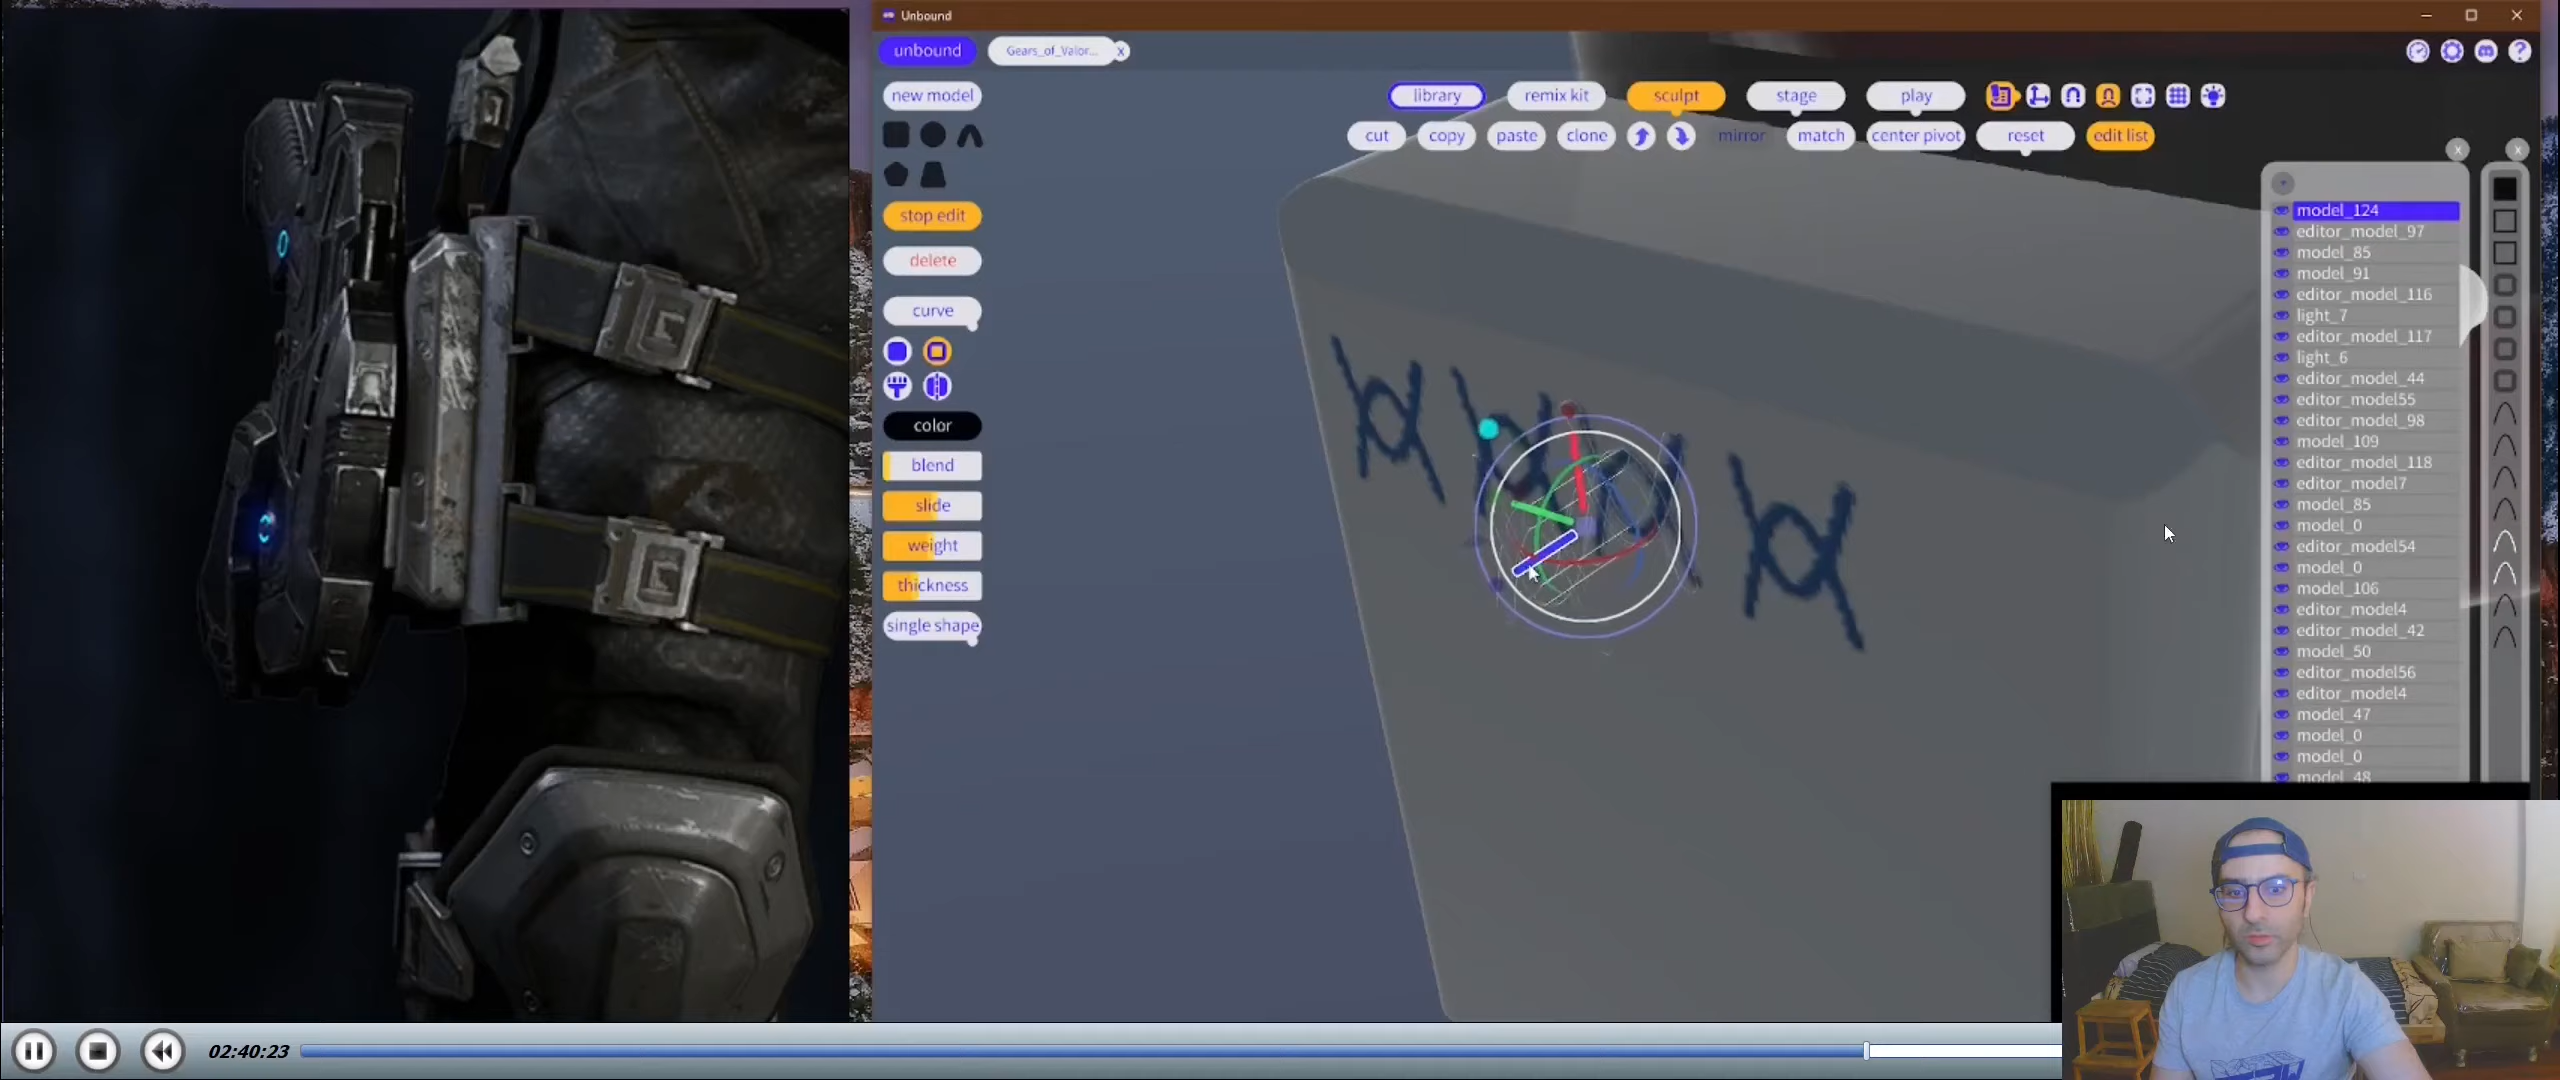 Unbound
unbound
Gears_of_Valor...
x
?
new model
library
remix kit
sculpt
stage
play
cut
copy
paste
clone
mirror
match
center pivot
reset
edit list
stop edit
delete
curve
color
blend
slide
weight
thickness
single shape
x
x
model_124
editor_model_97
model_85
model_91
editor_model_116
light_7
editor_model_117
light_6
editor_model_44
editor_model55
editor_model_98
model_109
editor_model_118
editor_model7
model_85
model_0
editor_model54
model_0
model_106
editor_model4
editor_model_42
model_50
editor_model56
editor_model4
model_47
model_0
model_0
model_48
02:40:23